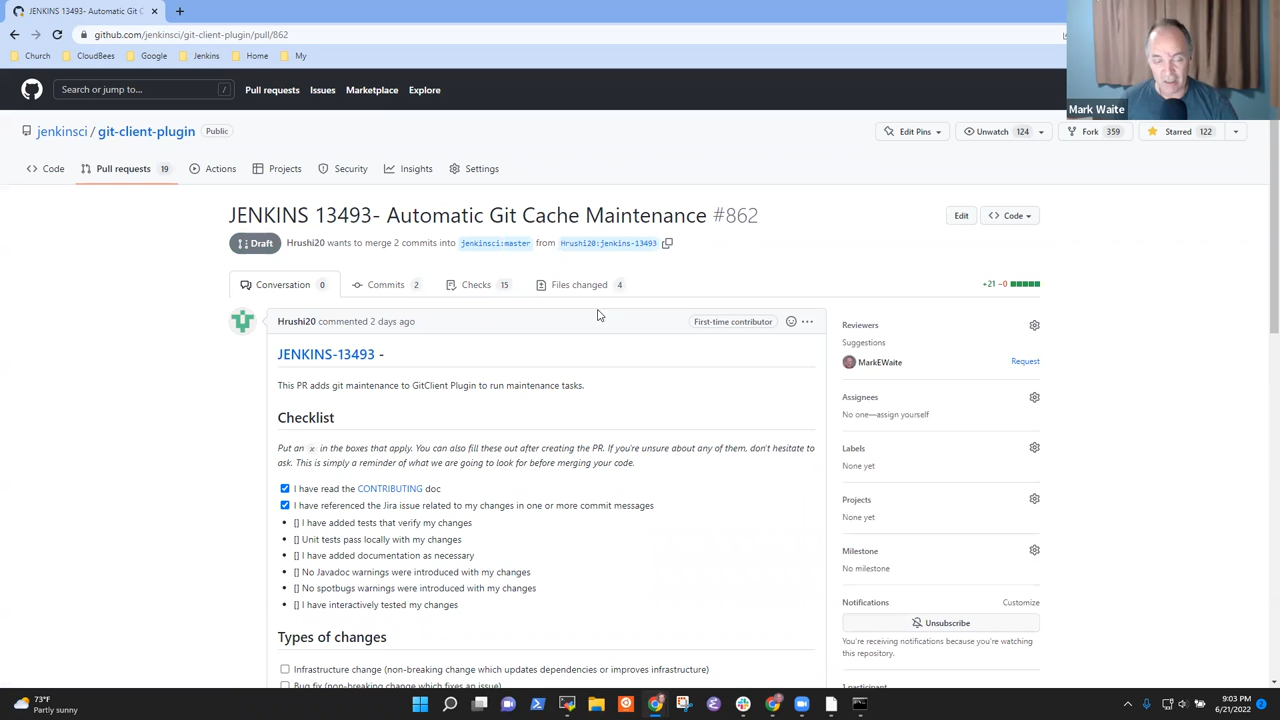 JENKINS 13493- Automatic Git C
github.com/jenkinsci/git-client-plugin/pull/862
Church CloudBees Google Jenkins Home My
Mark Waite
Search or jump to... /
Pull requests Issues Marketplace Explore
jenkinsci / git-client-plugin Public
Edit Pins Unwatch 124 Fork 359 Starred 122
Code Pull requests 19 Actions Projects Security Insights Settings
JENKINS 13493- Automatic Git Cache Maintenance #862
Edit Code
Draft Hrushi20 wants to merge 2 commits into jenkinsci:master from Hrushi20:jenkins-13493
Conversation 0 Commits 2 Checks 15 Files changed 4
+21 −0
Hrushi20 commented 2 days ago First-time contributor
JENKINS-13493 -
This PR adds git maintenance to GitClient Plugin to run maintenance tasks.
Checklist
Put an x in the boxes that apply. You can also fill these out after creating the PR. If you're unsure about any of them, don't hesitate to
ask. This is simply a reminder of what we are going to look for before merging your code.
I have read the CONTRIBUTING doc
I have referenced the Jira issue related to my changes in one or more commit messages
[] I have added tests that verify my changes
[] Unit tests pass locally with my changes
[] I have added documentation as necessary
[] No Javadoc warnings were introduced with my changes
[] No spotbugs warnings were introduced with my changes
[] I have interactively tested my changes
Types of changes
Infrastructure change (non-breaking change which updates dependencies or improves infrastructure)
Bug fix (non-breaking change which fixes an issue)
Reviewers
Suggestions
MarkEWaite Request
Assignees
No one—assign yourself
Labels
None yet
Projects
None yet
Milestone
No milestone
Notifications Customize
Unsubscribe
You're receiving notifications because you're watching
this repository.
1 participant
73°F
Partly sunny
9:03 PM
6/21/2022
2